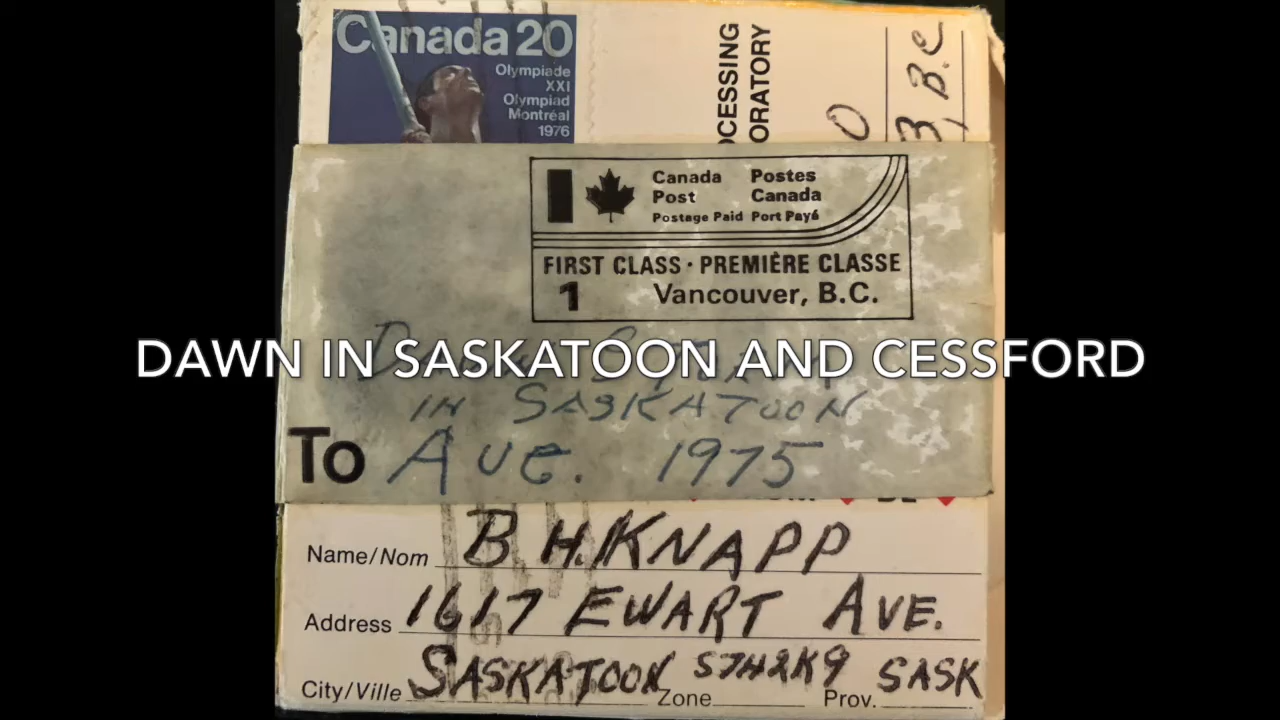 Canada 20
Olympiade
XXI
Olympiad
Montréal
1976
CESSING
ORATORY
O
B.C
Canada Postes
Post Canada
Postage Paid Port Payé
FIRST CLASS · PREMIÈRE CLASSE
1 Vancouver, B.C.
DAWN IN SASKATOON AND CESSFORD
IN SASKATOON
To Aue. 1975
Name/Nom B.H.KNAPP
Address 1617 EWART AVE.
City/Ville SASKATOON Zone S7H2K9 Prov. SASK